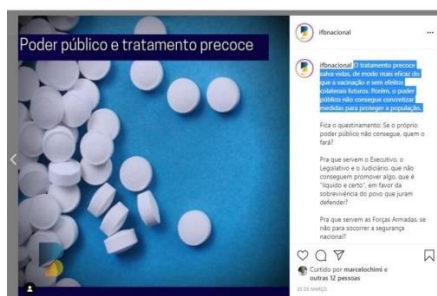 Poder público e tratamento precoce
ifbnacional
ifbnacional O tratamento precoce
salva vidas, de modo mais eficaz do
que a vacinação e sem efeitos
colaterais futuros. Porém, o poder
público não consegue concretizar
medidas para proteger a população.
Fica o questinamento: Se o próprio
poder público não consegue, quem o
fará?
Pra que servem o Executivo, o
Legislativo e o Judiciário, que não
conseguem promover algo, que é
"líquido e certo", em favor da
sobrevivência do povo que juram
defender?
Pra que servem as Forças Armadas, se
não para socorrer a segurança
nacional?
Curtido por marcelochimi e
outras 12 pessoas